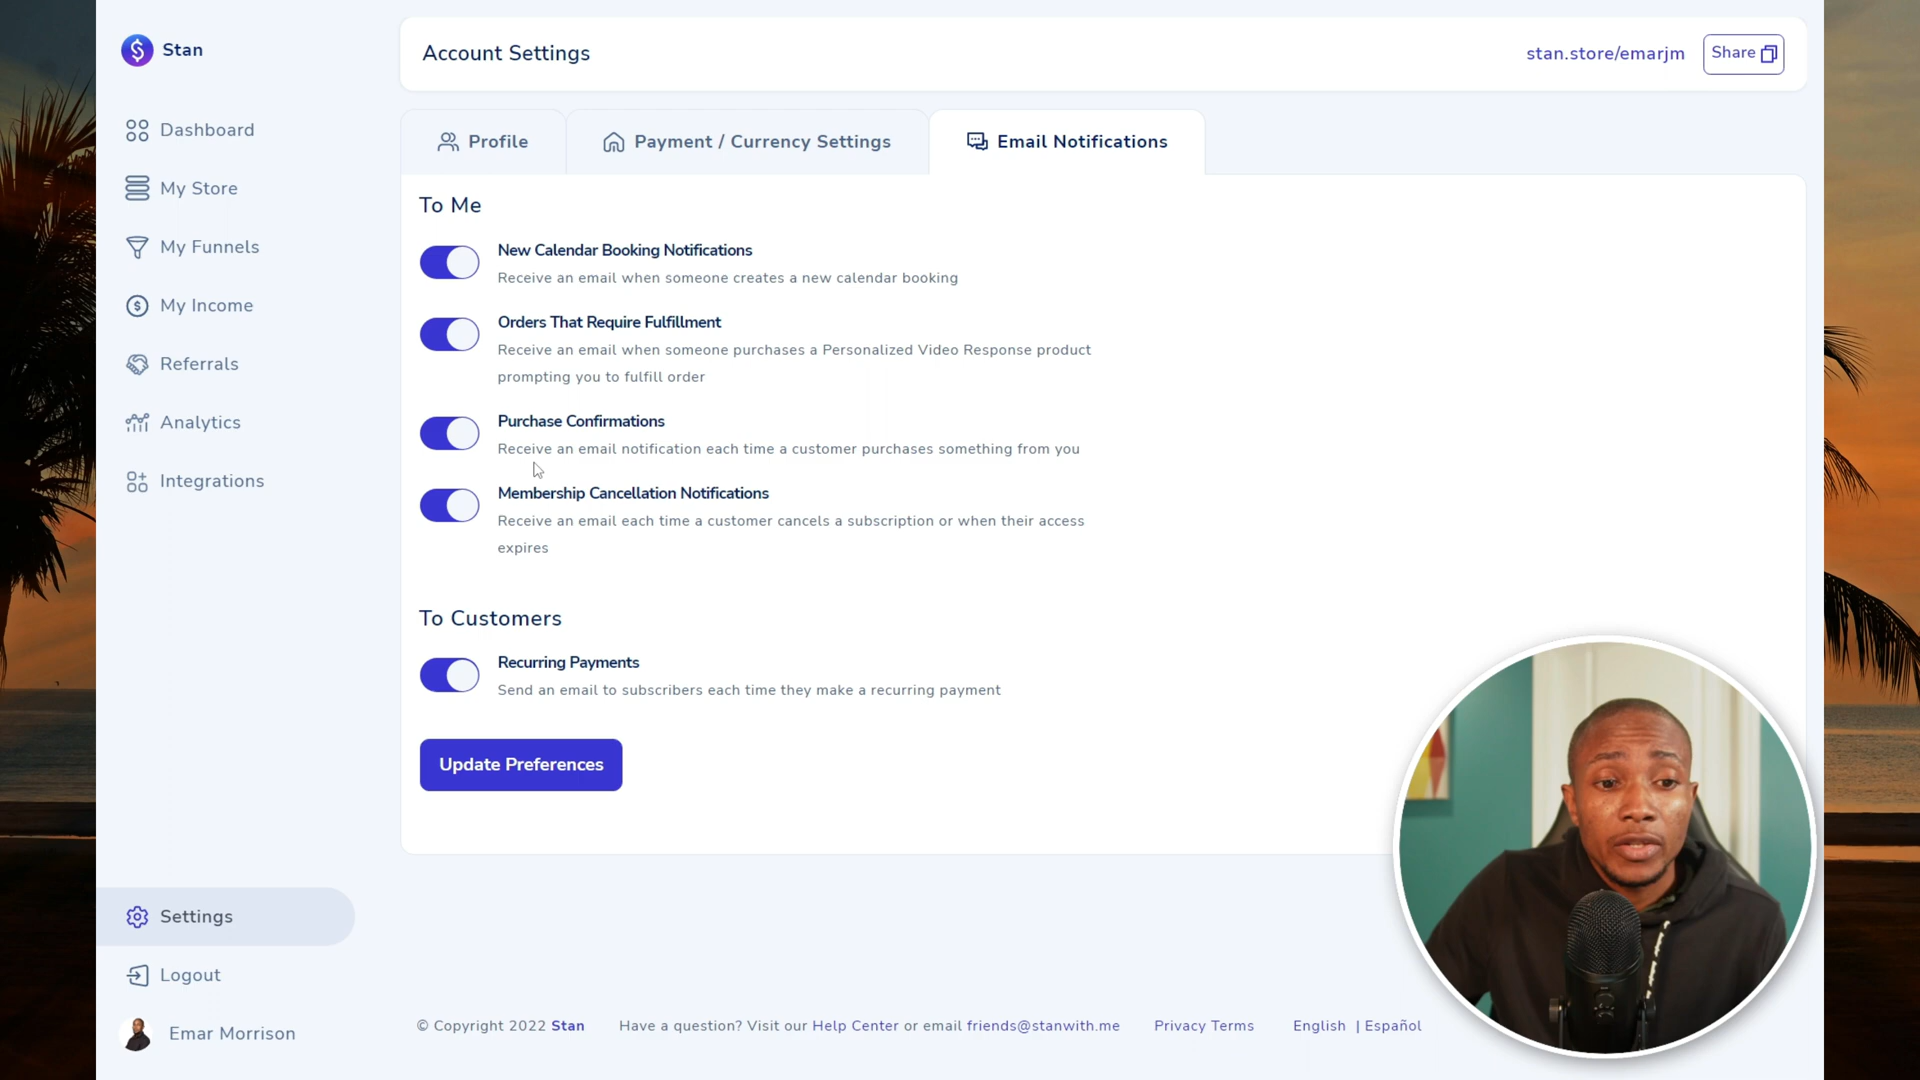 Stan
Account Settings
stan.store/emarjm
Share
Dashboard
My Store
My Funnels
My Income
Referrals
Analytics
Integrations
Profile
Payment / Currency Settings
Email Notifications
To Me
New Calendar Booking Notifications
Receive an email when someone creates a new calendar booking
Orders That Require Fulfillment
Receive an email when someone purchases a Personalized Video Response product
prompting you to fulfill order
Purchase Confirmations
Receive an email notification each time a customer purchases something from you
Membership Cancellation Notifications
Receive an email each time a customer cancels a subscription or when their access
expires
To Customers
Recurring Payments
Send an email to subscribers each time they make a recurring payment
Update Preferences
Settings
Logout
Emar Morrison
© Copyright 2022 Stan
Have a question? Visit our Help Center or email friends@stanwith.me
Privacy Terms
English | Español